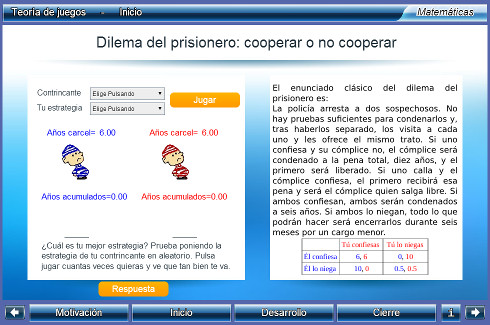 Teoría de juegos - Inicio
Matemáticas
Dilema del prisionero: cooperar o no cooperar
Contrincante Elige Pulsando
Tu estrategia Elige Pulsando
Jugar
Años carcel= 6.00 Años carcel= 6.00
Años acumulados=0.00 Años acumulados=0.00
¿Cuál es tu mejor estrategia? Prueba poniendo la
estrategia de tu contrincante en aleatorio. Pulsa
jugar cuantas veces quieras y ve que tan bien te va.
Respuesta
El enunciado clásico del dilema del
prisionero es:
La policía arresta a dos sospechosos. No
hay pruebas suficientes para condenarlos y,
tras haberlos separado, los visita a cada
uno y les ofrece el mismo trato. Si uno
confiesa y su cómplice no, el cómplice será
condenado a la pena total, diez años, y el
primero será liberado. Si uno calla y el
cómplice confiesa, el primero recibirá esa
pena y será el cómplice quien salga libre. Si
ambos confiesan, ambos serán condenados
a seis años. Si ambos lo niegan, todo lo que
podrán hacer será encerrarlos durante seis
meses por un cargo menor.
Tú confiesas Tú lo niegas
Él confiesa 6, 6 0, 10
Él lo niega 10, 0 0.5, 0.5
Motivación Inicio Desarrollo Cierre i